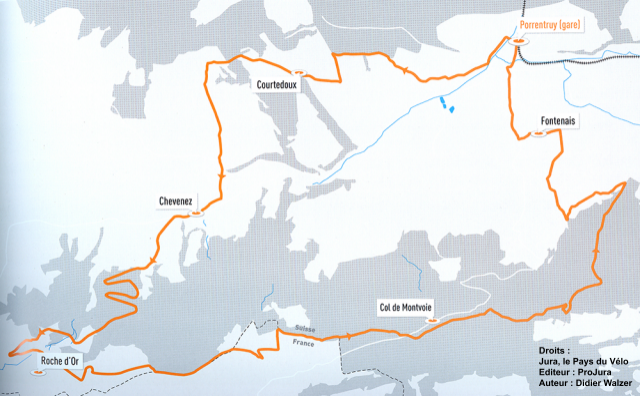 Porrentruy (gare)
Courtedoux
Fontenais
Chevenez
Col de Montvoie
Suisse
France
Roche d'Or
Droits :
Jura, le Pays du Vélo
Editeur : ProJura
Auteur : Didier Walzer